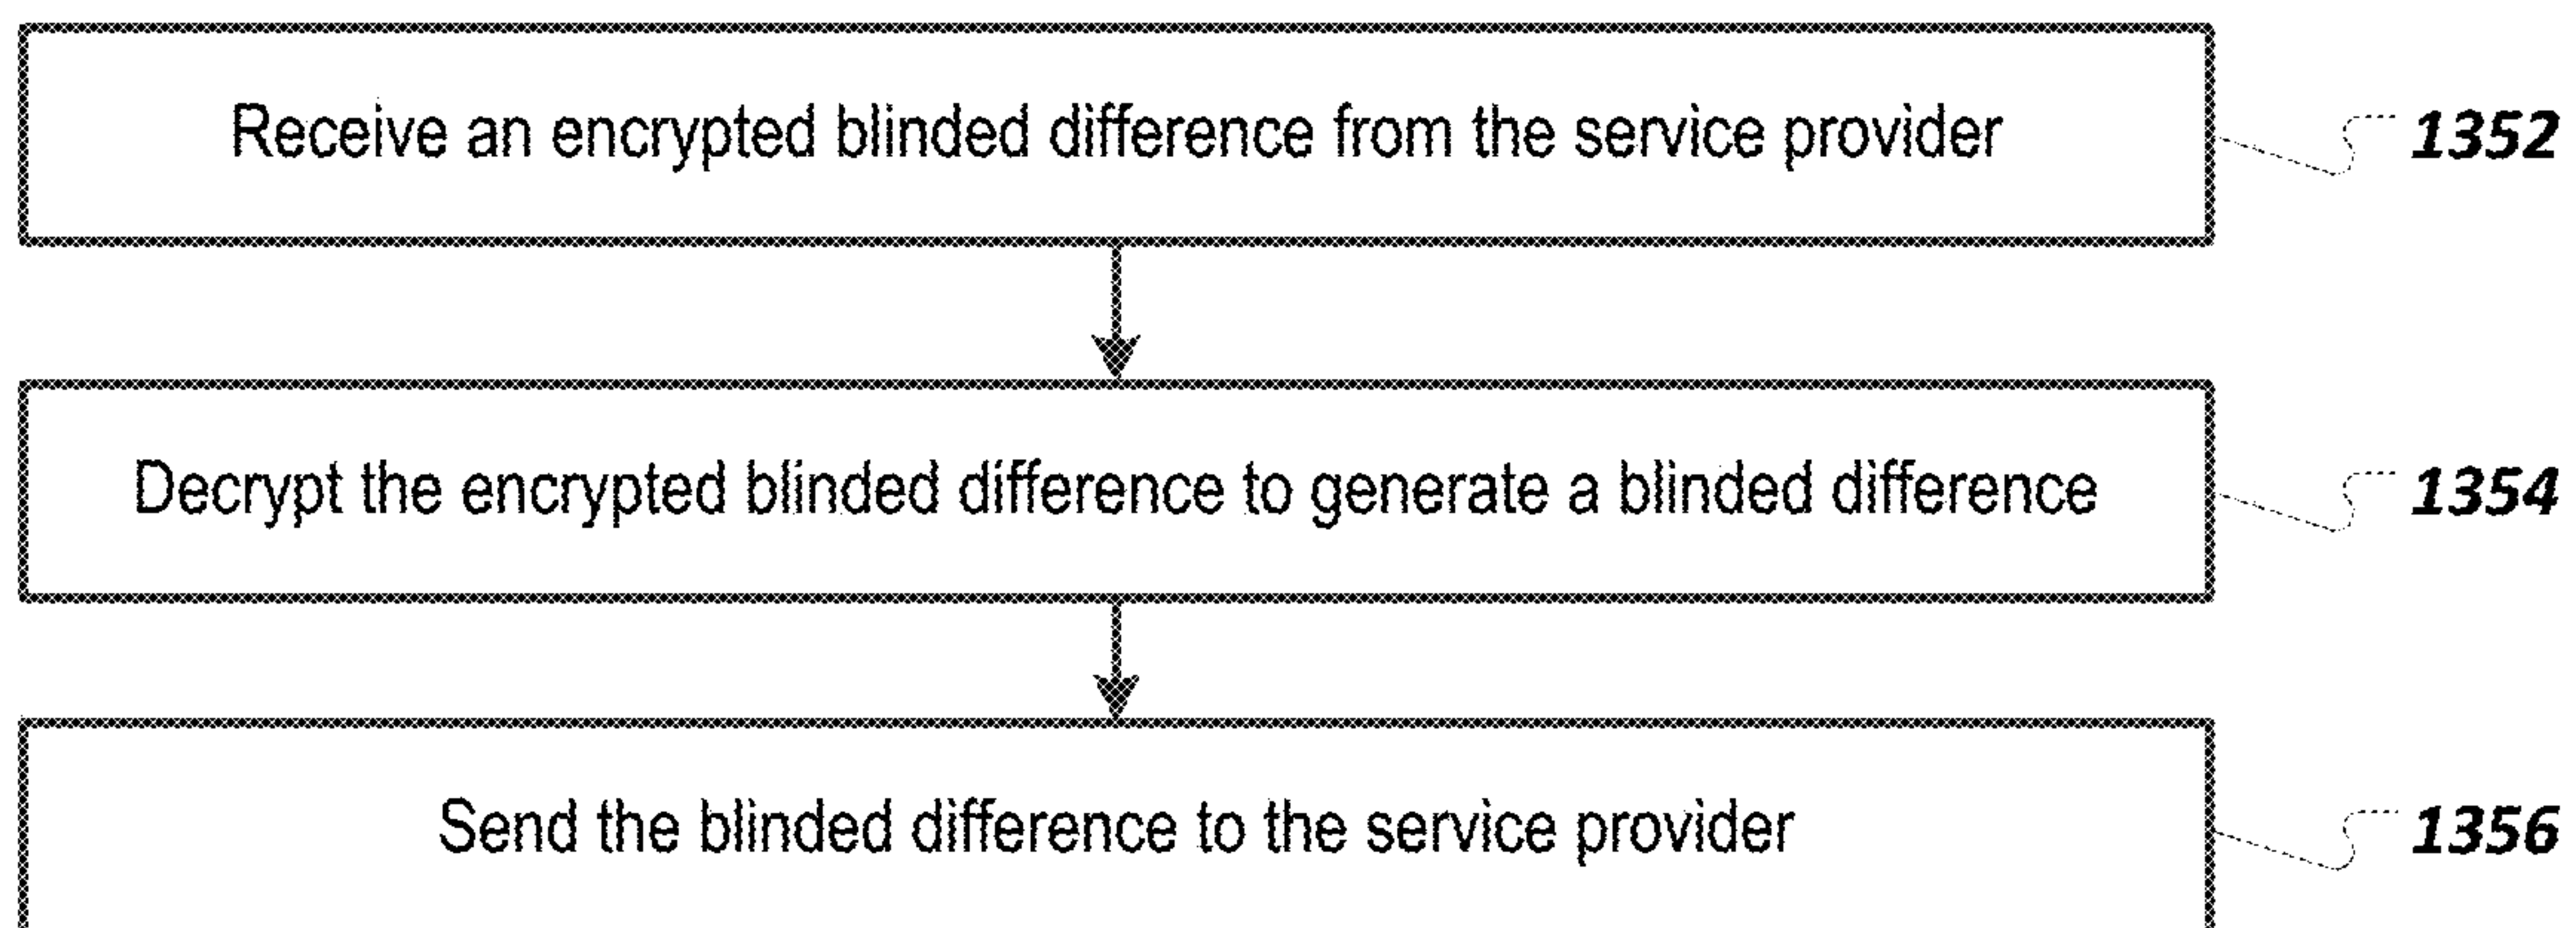 Receive an encrypted blinded difference from the service provider
1352
Decrypt the encrypted blinded difference to generate a blinded difference
1354
Send the blinded difference to the service provider
1356